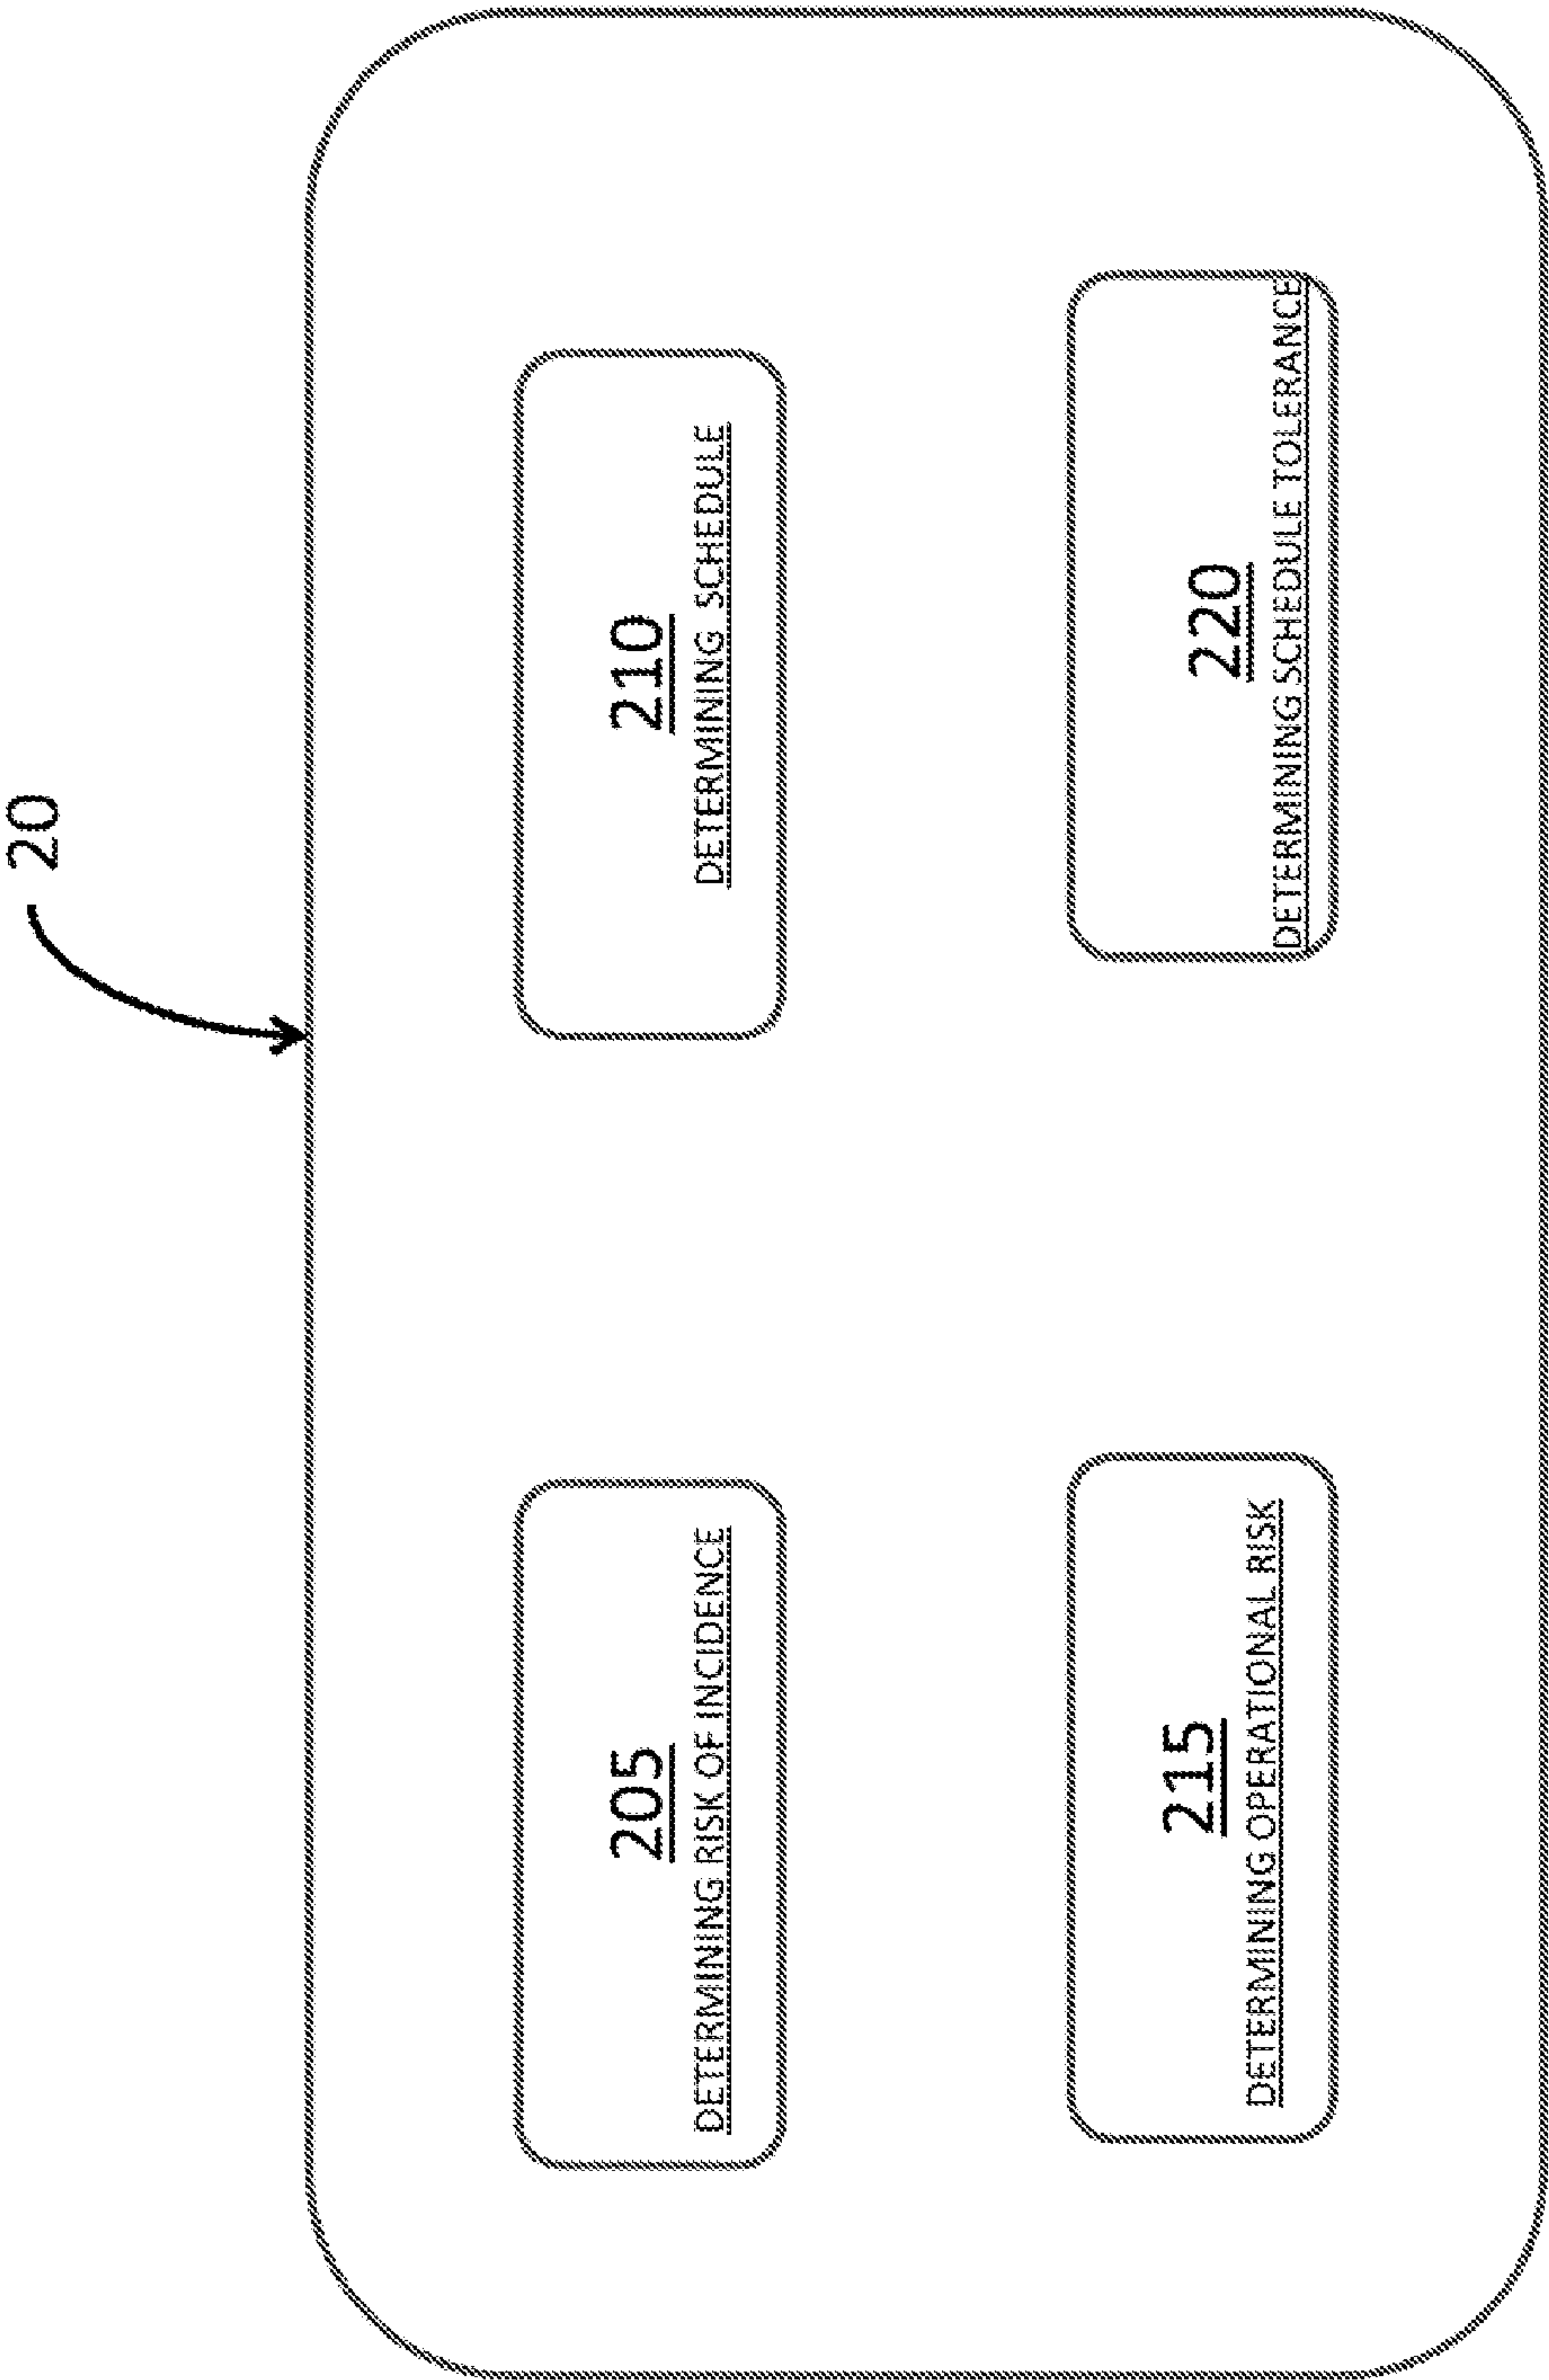 20
205
DETERMINING RISK OF INCIDENCE
210
DETERMINING SCHEDULE
215
DETERMINING OPERATIONAL RISK
220
DETERMINING SCHEDULE TOLERANCE